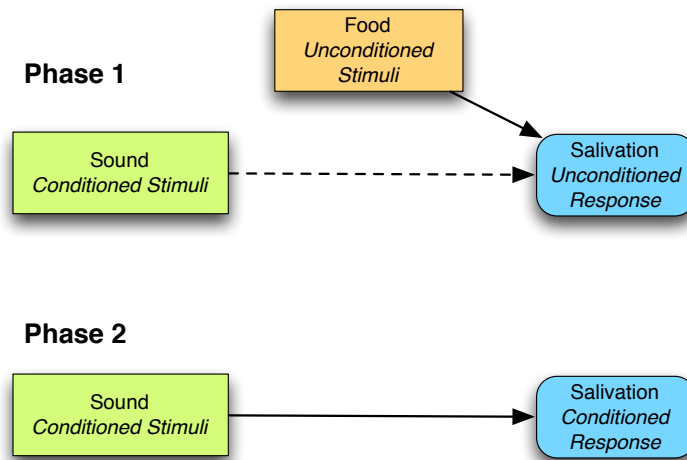 Food
Unconditioned
Stimuli
Phase 1
Sound
Conditioned Stimuli
Salivation
Unconditioned
Response
Phase 2
Sound
Conditioned Stimuli
Salivation
Conditioned
Response